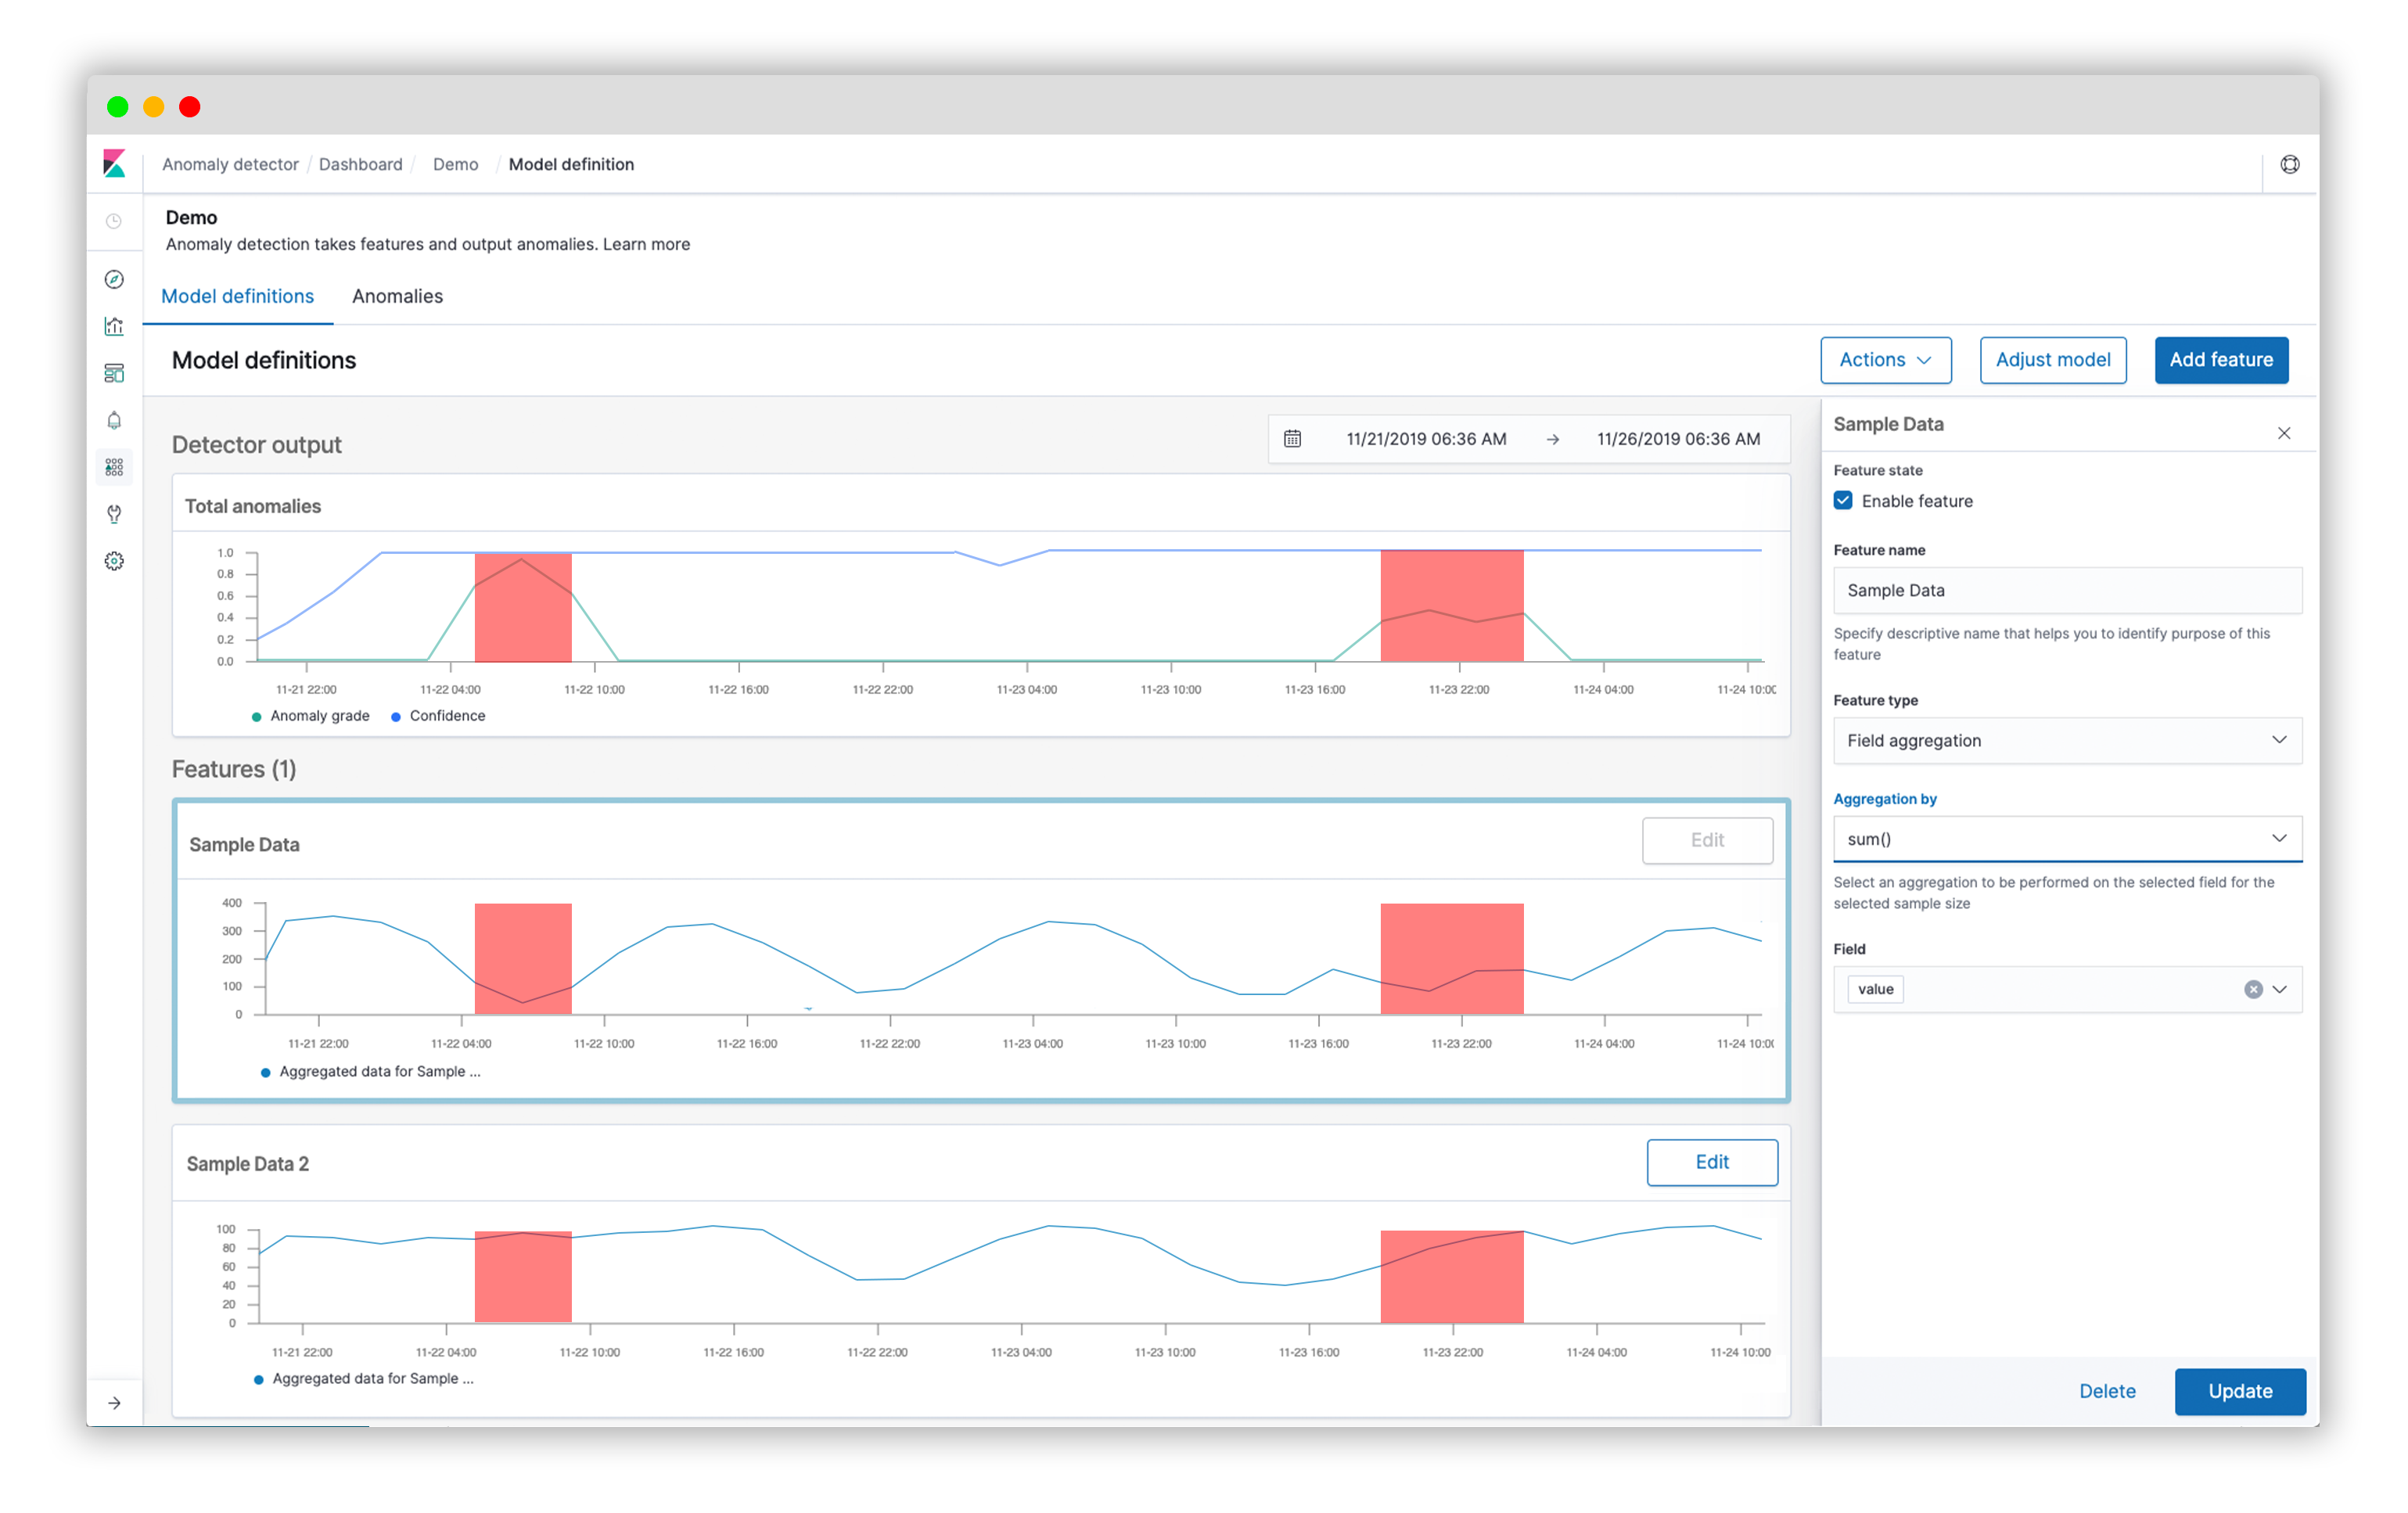 Anomaly detector / Dashboard / Demo / Model definition
Demo
Anomaly detection takes features and output anomalies. Learn more
Model definitions Anomalies
Model definitions
Actions Adjust model Add feature
Detector output
11/21/2019 06:36 AM → 11/26/2019 06:36 AM
Total anomalies
1.0
0.8
0.6
0.4
0.2
0.0
11-21 22:00 11-22 04:00 11-22 10:00 11-22 16:00 11-22 22:00 11-23 04:00 11-23 10:00 11-23 16:00 11-23 22:00 11-24 04:00 11-24 10:00
Anomaly grade Confidence
Features (1)
Sample Data
Edit
400
300
200
100
0
11-21 22:00 11-22 04:00 11-22 10:00 11-22 16:00 11-22 22:00 11-23 04:00 11-23 10:00 11-23 16:00 11-23 22:00 11-24 04:00 11-24 10:00
Aggregated data for Sample ...
Sample Data 2
Edit
100
80
60
40
20
0
11-21 22:00 11-22 04:00 11-22 10:00 11-22 16:00 11-22 22:00 11-23 04:00 11-23 10:00 11-23 16:00 11-23 22:00 11-24 04:00 11-24 10:00
Aggregated data for Sample ...
Sample Data
Feature state
Enable feature
Feature name
Sample Data
Specify descriptive name that helps you to identify purpose of this
feature
Feature type
Field aggregation
Aggregation by
sum()
Select an aggregation to be performed on the selected field for the
selected sample size
Field
value
Delete Update